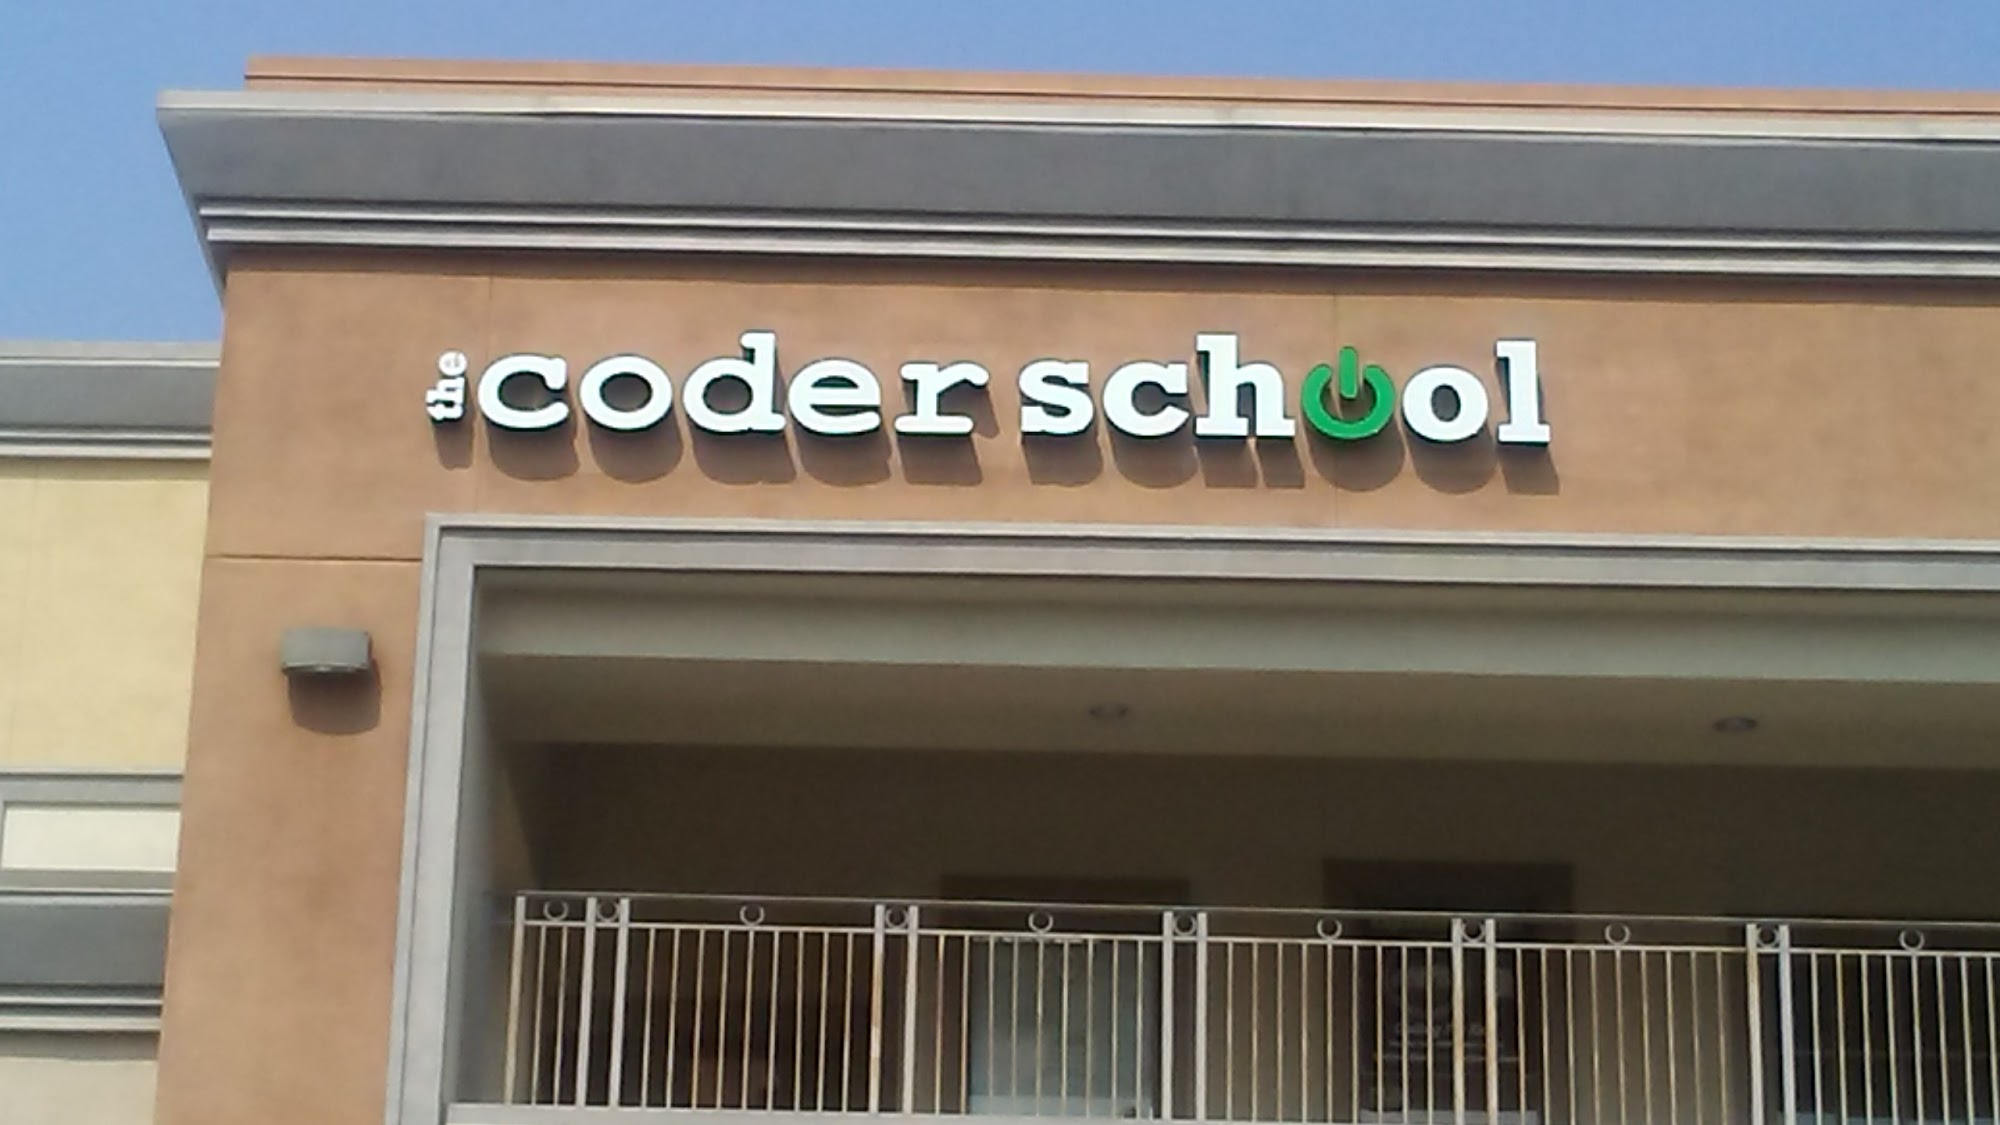 the coder school